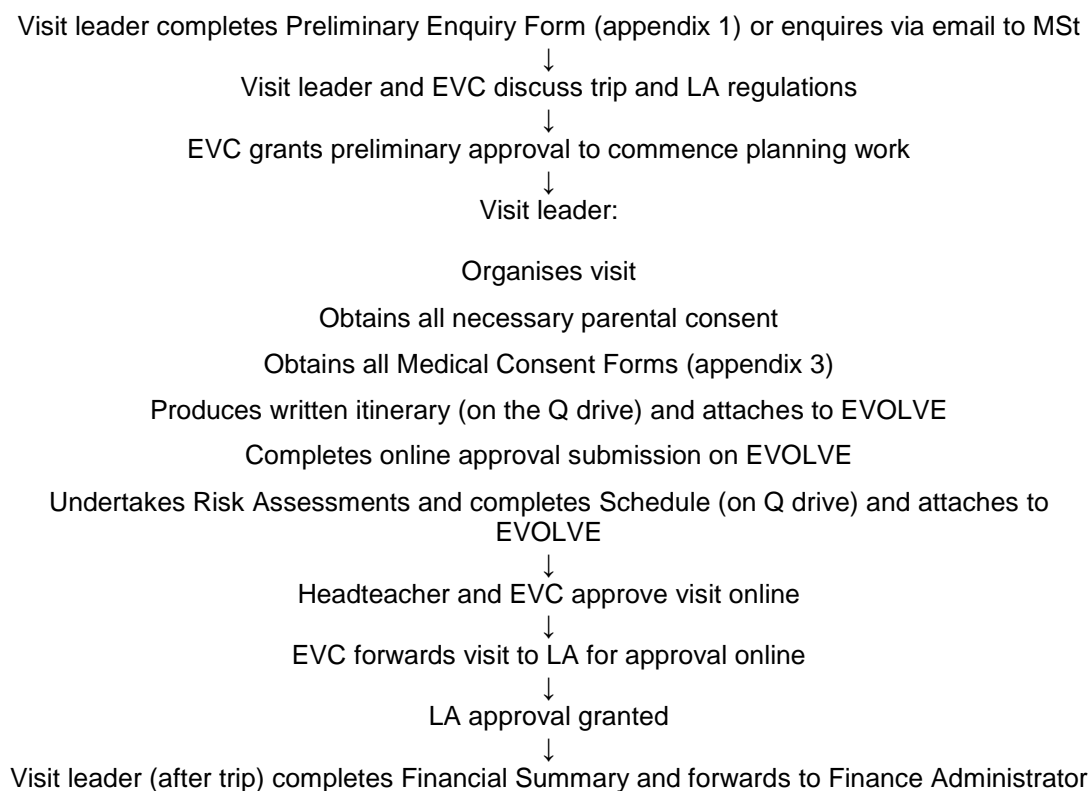 Visit leader completes Preliminary Enquiry Form (appendix 1) or enquires via email to MSt
↓
Visit leader and EVC discuss trip and LA regulations
↓
EVC grants preliminary approval to commence planning work
↓
Visit leader:
Organises visit
Obtains all necessary parental consent
Obtains all Medical Consent Forms (appendix 3)
Produces written itinerary (on the Q drive) and attaches to EVOLVE
Completes online approval submission on EVOLVE
Undertakes Risk Assessments and completes Schedule (on Q drive) and attaches to
EVOLVE
↓
Headteacher and EVC approve visit online
↓
EVC forwards visit to LA for approval online
↓
LA approval granted
↓
Visit leader (after trip) completes Financial Summary and forwards to Finance Administrator